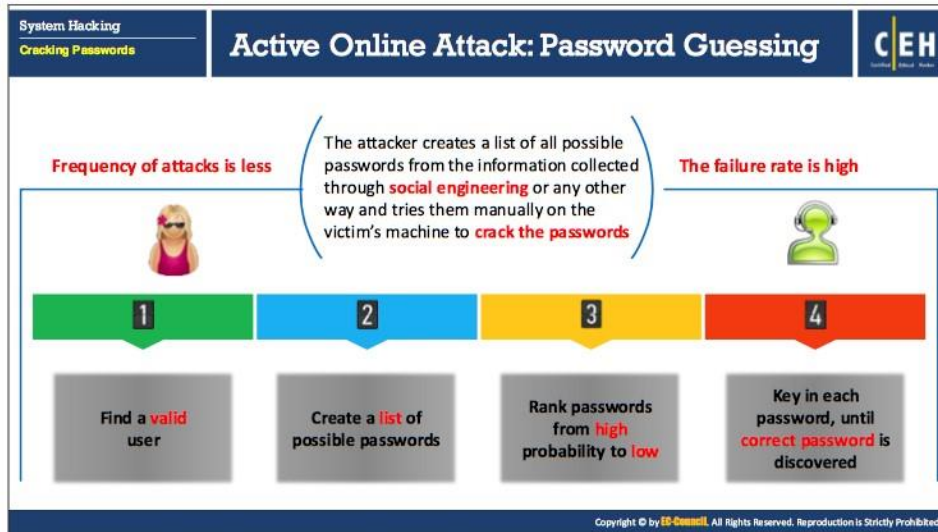 System Hacking
Cracking Passwords
Active Online Attack: Password Guessing
CEH
Certified Ethical Hacker
Frequency of attacks is less
The attacker creates a list of all possible
passwords from the information collected
through social engineering or any other
way and tries them manually on the
victim's machine to crack the passwords
The failure rate is high
1
2
3
4
Find a valid
user
Create a list of
possible passwords
Rank passwords
from high
probability to low
Key in each
password, until
correct password is
discovered
Copyright © by EC-Council. All Rights Reserved. Reproduction is Strictly Prohibited